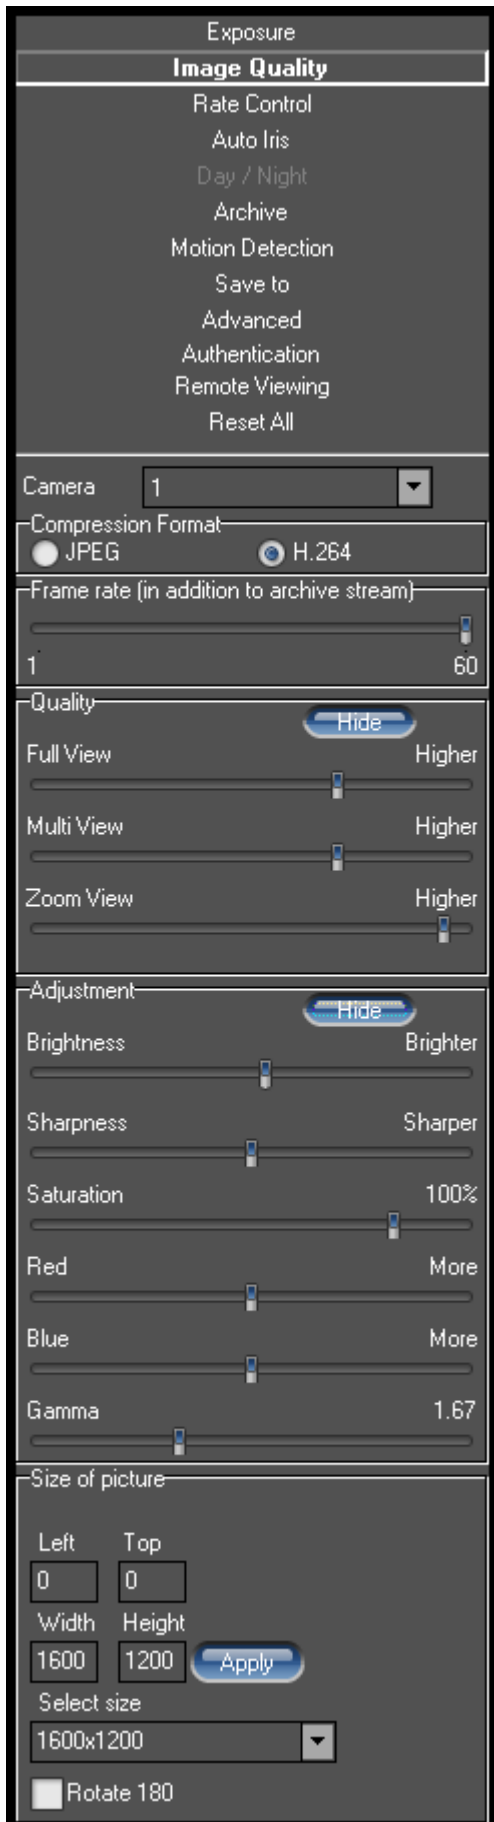 Exposure
Image Quality
Rate Control
Auto Iris
Day / Night
Archive
Motion Detection
Save to
Advanced
Authentication
Remote Viewing
Reset All
Camera 1
Compression Format
JPEG H.264
Frame rate (in addition to archive stream)
1 60
Quality
Hide
Full View Higher
Multi View Higher
Zoom View Higher
Adjustment
Hide
Brightness Brighter
Sharpness Sharper
Saturation 100%
Red More
Blue More
Gamma 1.67
Size of picture
Left Top
0 0
Width Height
1600 1200 Apply
Select size
1600x1200
Rotate 180